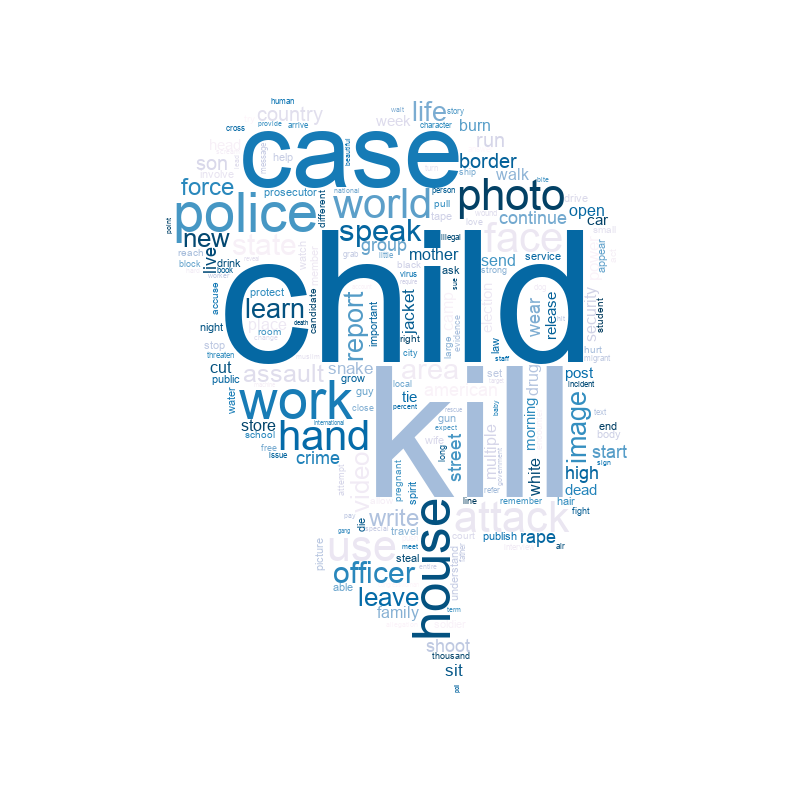 human
wait
story
country
life
character
provide
week
burn
cross
arrive
case
run
head
help
beautiful
border
son
massage
ship
bite
walk
involve
person
force
prosecutor
national
photo
drive
different
pull
police
world
tape
wound
open
small
continue
car
point
new
speak
illegal
face
state
group
little
grab
black
mother
send
service
appear
reach
live
watch
member
ask
strong
block
drink
book
virus
require
sue
worker
protect
child
candidate
important
jacket
election
wear
release
security
student
accuse
night
room
death
learn
report
right
evidence
place
change
city
large
law
staff
hurt
migrant
stop
threaten
snake
area
cut
public
assault
grow
local
american
set
drug
post
incident
guy
tie
percent
kill
rescue
baby
text
water
work
close
gun
morning
image
store
international
expect
school
hand
wife
street
multiple
end
body
free
long
government
white
sign
start
issue
crime
video
attempt
pregnant
spirit
refer
high
dead
remember
hair
line
fight
house
attack
pay
special
write
die
travel
court
publish
rape
air
use
gang
meet
steal
picture
entire
understand
officer
able
leave
family
term
shoot
thousand
sit